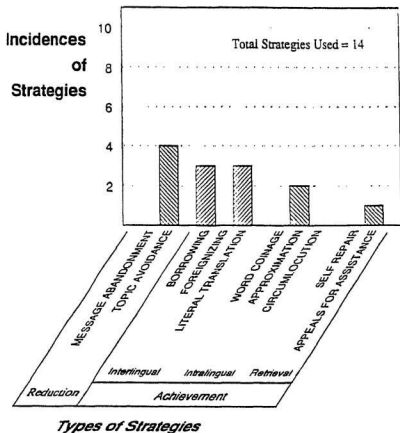 Incidences
of
Strategies
10
8
6
4
2
Total Strategies Used = 14
MESSAGE ABANDONMENT
TOPIC AVOIDANCE
BORROWING
FOREIGNIZING
LITERAL TRANSLATION
WORD COINAGE
APPROXIMATION
CIRCUMLOCUTION
SELF REPAIR
APPEALS FOR ASSISTANCE
Interlingual
Intralingual
Retrieval
Reduction
Achievement
Types of Strategies